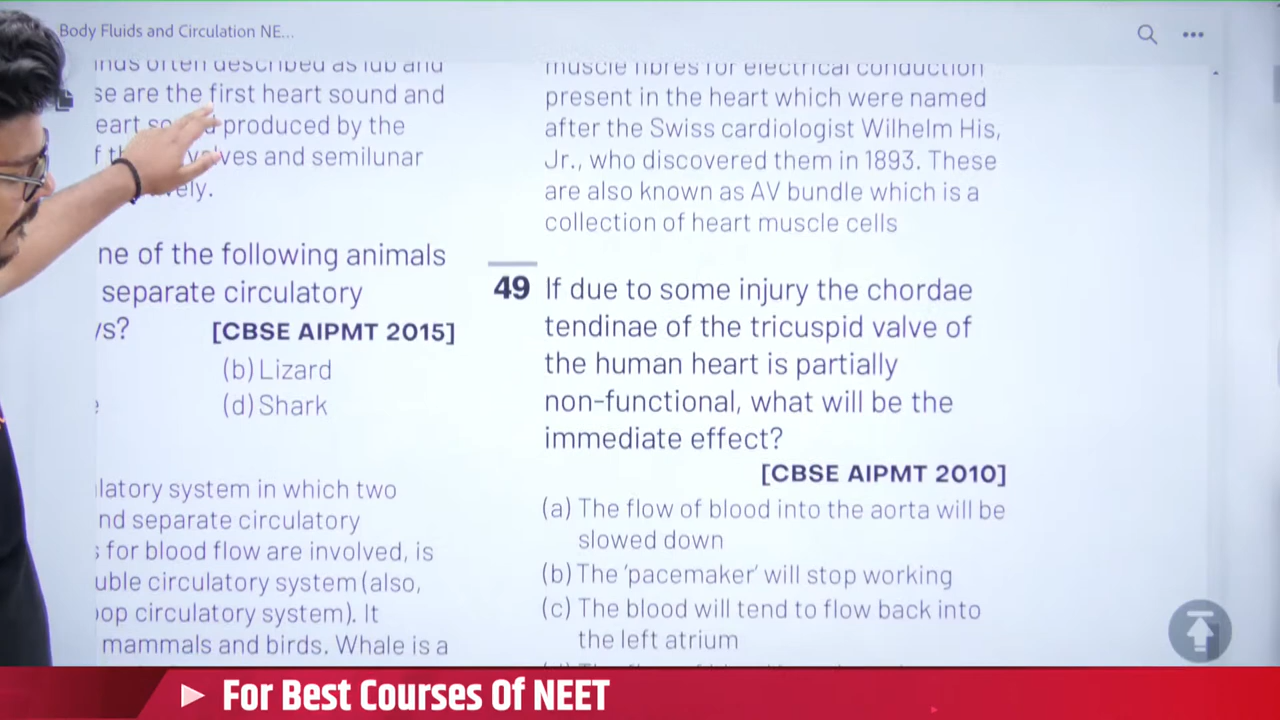 Body Fluids and Circulation NE...
often described as lub and
se are the first heart sound and
produced by the
and semilunar
ne of the following animals
separate circulatory
[CBSE AIPMT 2015]
(b) Lizard
(d) Shark
latory system in which two
nd separate circulatory
s for blood flow are involved, is
uble circulatory system (also,
oop circulatory system). It
mammals and birds. Whale is a
muscle fibres for electrical conduction
present in the heart which were named
after the Swiss cardiologist Wilhelm His,
Jr., who discovered them in 1893. These
are also known as AV bundle which is a
collection of heart muscle cells
49 If due to some injury the chordae
tendinae of the tricuspid valve of
the human heart is partially
non-functional, what will be the
immediate effect?
[CBSE AIPMT 2010]
(a) The flow of blood into the aorta will be
slowed down
(b) The 'pacemaker' will stop working
(c) The blood will tend to flow back into
the left atrium
For Best Courses Of NEET